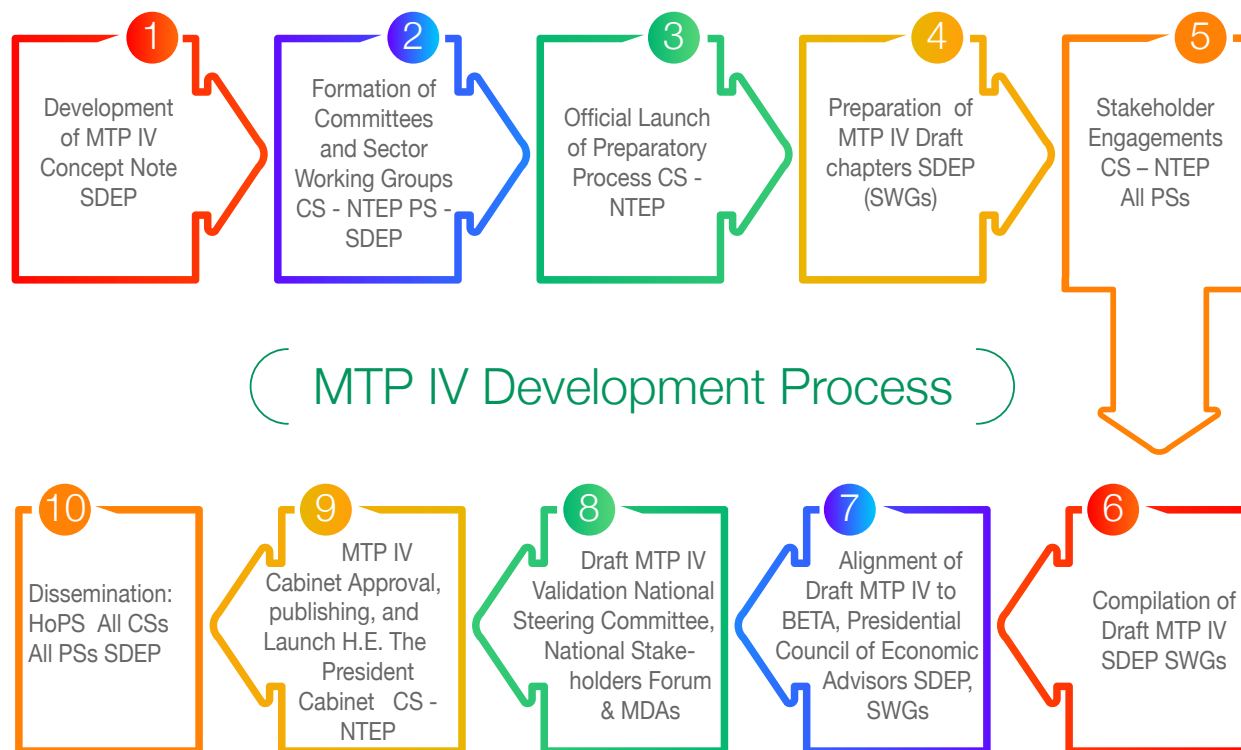 1
Development
of MTP IV
Concept Note
SDEP
2
Formation of
Committees
and Sector
Working Groups
CS - NTEP PS -
SDEP
3
Official Launch
of Preparatory
Process CS -
NTEP
4
Preparation of
MTP IV Draft
chapters SDEP
(SWGs)
5
Stakeholder
Engagements
CS – NTEP
All PSs
MTP IV Development Process
6
Compilation of
Draft MTP IV
SDEP SWGs
7
Alignment of
Draft MTP IV to
BETA, Presidential
Council of Economic
Advisors SDEP,
SWGs
8
Draft MTP IV
Validation National
Steering Committee,
National Stake-
holders Forum
& MDAs
9
MTP IV
Cabinet Approval,
publishing, and
Launch H.E. The
President
Cabinet CS -
NTEP
10
Dissemination:
HoPS All CSs
All PSs SDEP